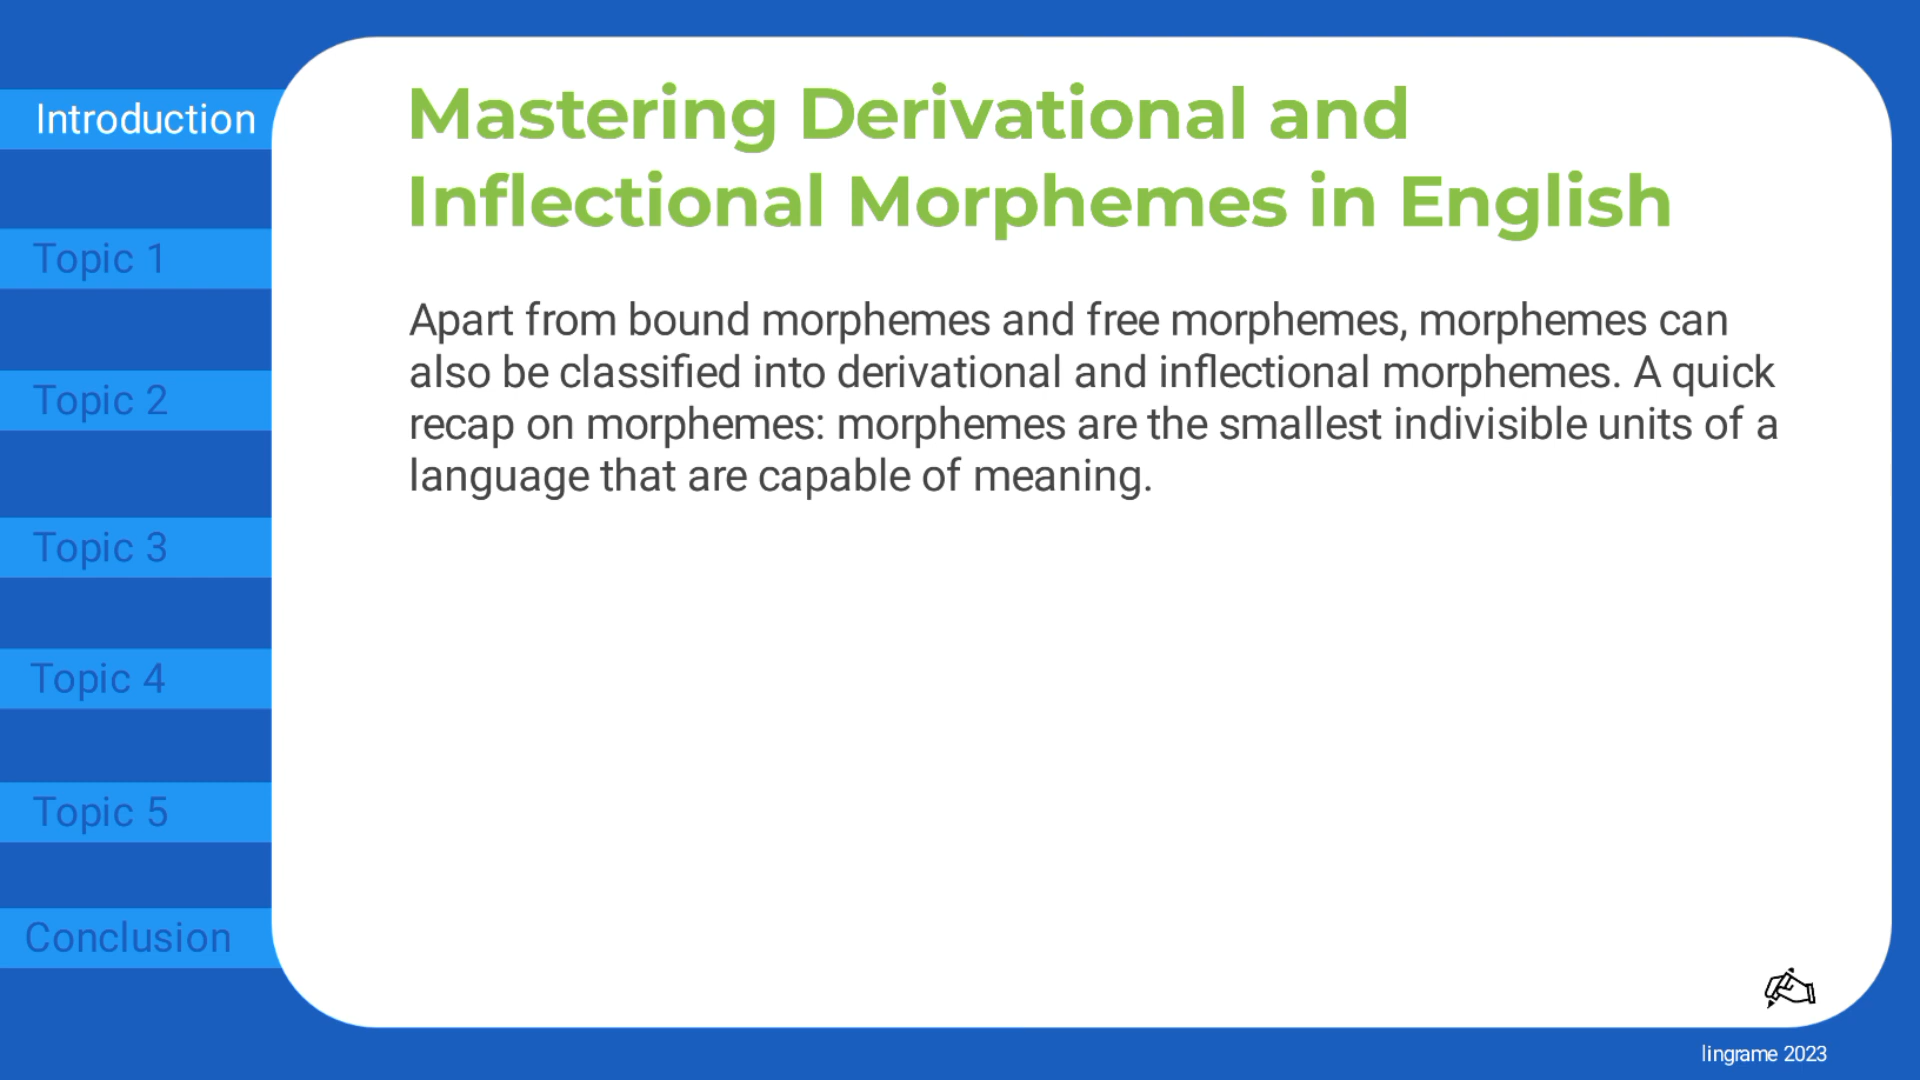 Introduction
Topic 1
Topic 2
Topic 3
Topic 4
Topic 5
Conclusion
Mastering Derivational and
Inflectional Morphemes in English
Apart from bound morphemes and free morphemes, morphemes can
also be classified into derivational and inflectional morphemes. A quick
recap on morphemes: morphemes are the smallest indivisible units of a
language that are capable of meaning.
lingrame 2023